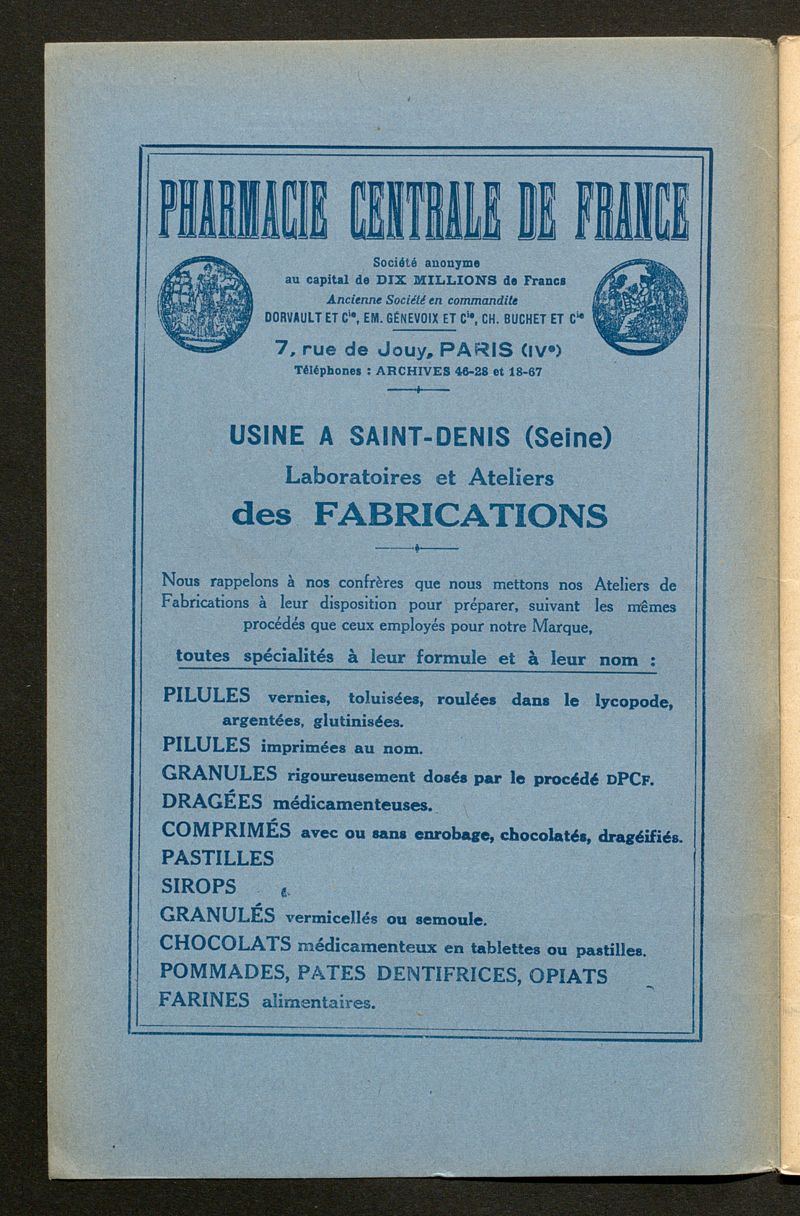 PHARMACIE CENTRALE DE FRANCE
Société anonyme
au capital de DIX MILLIONS de Francs
Ancienne Société en commandite
DORVAULT ET Cie, EM. GÉNEVOIX ET Cie, CH. BUCHET ET Cie
7, rue de Jouy, PARIS (IVe)
Téléphones : ARCHIVES 46-28 et 18-67
USINE A SAINT-DENIS (Seine)
Laboratoires et Ateliers
des FABRICATIONS
Nous rappelons à nos confrères que nous mettons nos Ateliers de
Fabrications à leur disposition pour préparer, suivant les mêmes
procédés que ceux employés pour notre Marque,
toutes spécialités à leur formule et à leur nom :
PILULES vernies, toluisées, roulées dans le lycopode,
argentées, glutinisées.
PILULES imprimées au nom.
GRANULES rigoureusement dosés par le procédé DPCF.
DRAGÉES médicamenteuses.
COMPRIMÉS avec ou sans enrobage, chocolatés, dragéifiés.
PASTILLES
SIROPS
GRANULÉS vermicellés ou semoule.
CHOCOLATS médicamenteux en tablettes ou pastilles.
POMMADES, PATES DENTIFRICES, OPIATS
FARINES alimentaires.